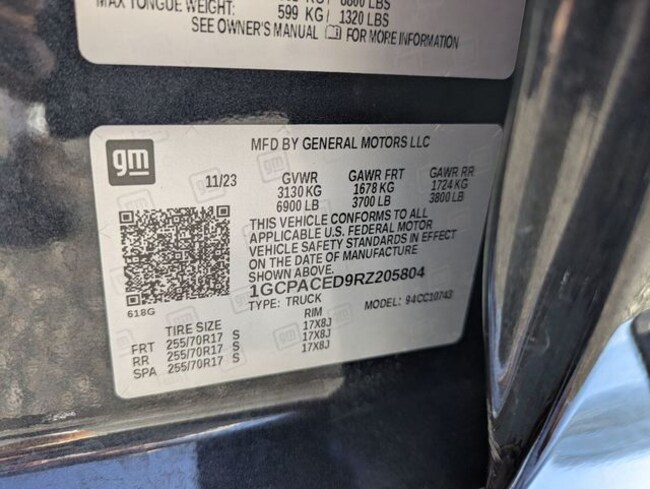 8800 LBS
MAX TONGUE WEIGHT: 599 KG/ 1320 LBS
SEE OWNER'S MANUAL FOR MORE INFORMATION
gm
MFD BY GENERAL MOTORS LLC
11/23 GVWR GAWR FRT GAWR RR
3130 KG 1678 KG 1724 KG
6900 LB 3700 LB 3800 LB
THIS VEHICLE CONFORMS TO ALL
APPLICABLE U.S. FEDERAL MOTOR
VEHICLE SAFETY STANDARDS IN EFFECT
ON THE DATE OF MANUFACTURE
SHOWN ABOVE.
1GCPACED9RZ205804
618G TYPE: TRUCK MODEL: 94CC10743
TIRE SIZE RIM
FRT 255/70R17 S 17X8J
RR 255/70R17 S 17X8J
SPA 255/70R17 S 17X8J